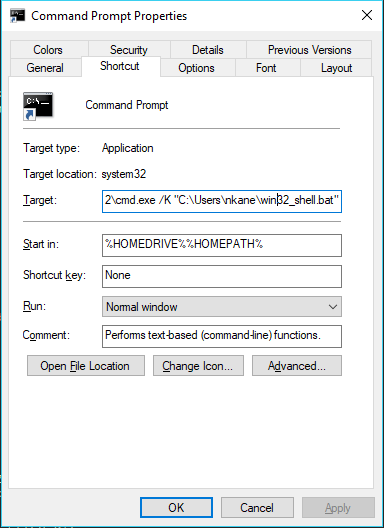 Command Prompt Properties
Colors Security Details Previous Versions
General Shortcut Options Font Layout
C:\.
Command Prompt
Target type: Application
Target location: system32
Target: 2\cmd.exe /K "C:\Users\nkane\win32_shell.bat"
Start in: %HOMEDRIVE%%HOMEPATH%
Shortcut key: None
Run: Normal window
Comment: Performs text-based (command-line) functions.
Open File Location Change Icon... Advanced...
OK Cancel Apply